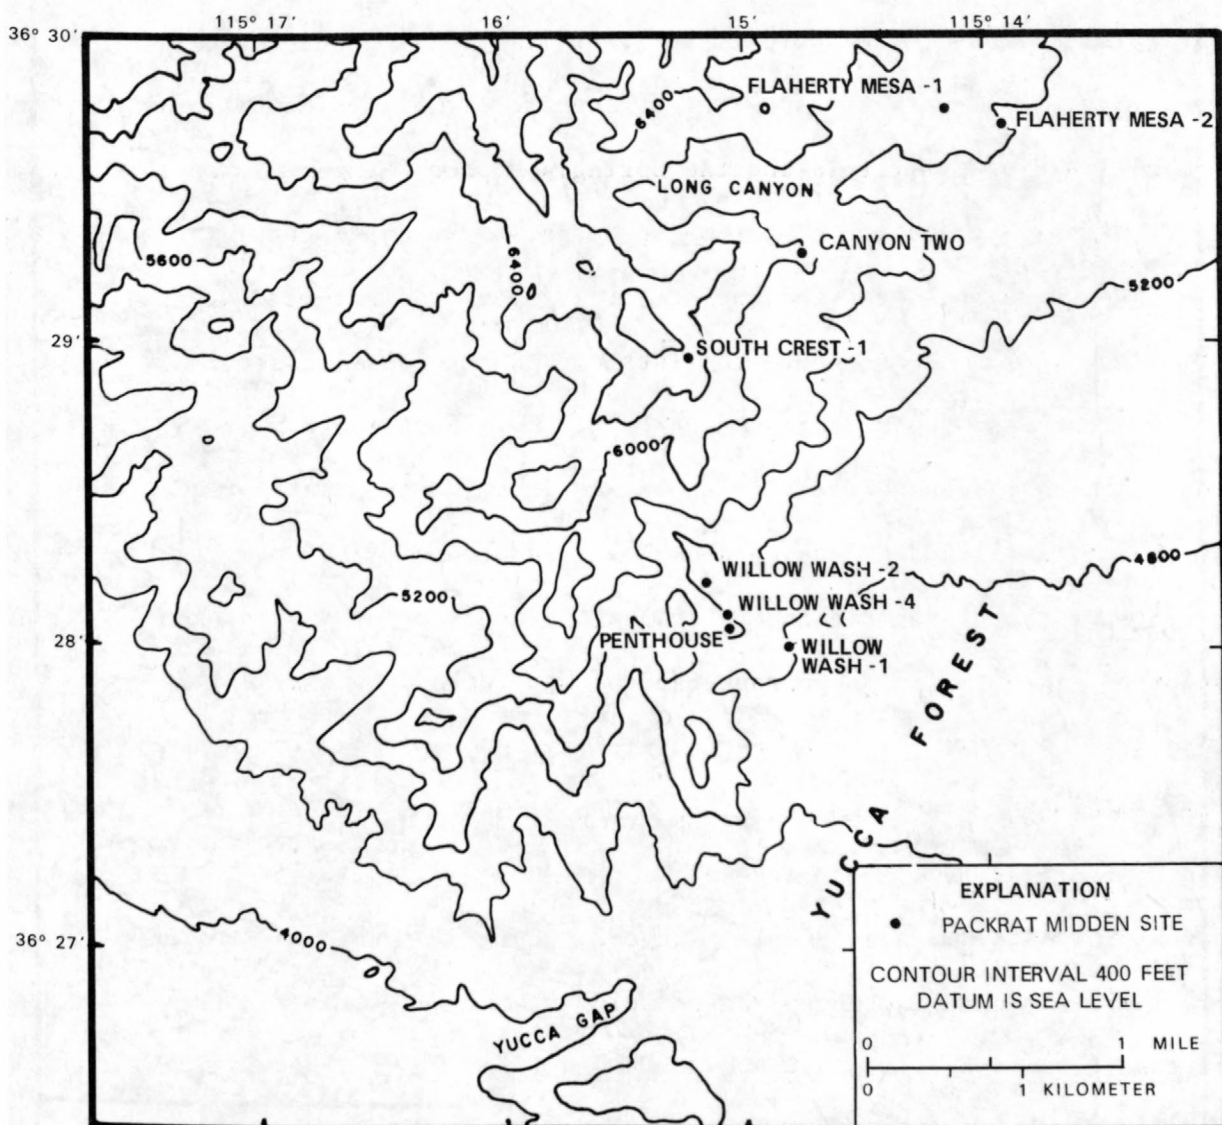 115° 17′
16′
15′
115° 14′
36° 30′
FLAHERTY MESA -1
6400
FLAHERTY MESA -2
LONG CANYON
CANYON TWO
5600
6400
5200
29′
SOUTH CREST -1
6000
4800
WILLOW WASH -2
5200
WILLOW WASH -4
28′
PENTHOUSE
WILLOW
WASH -1
YUCCA FOREST
EXPLANATION
PACKRAT MIDDEN SITE
36° 27′
4000
CONTOUR INTERVAL 400 FEET
DATUM IS SEA LEVEL
YUCCA GAP
0 1 MILE
0 1 KILOMETER